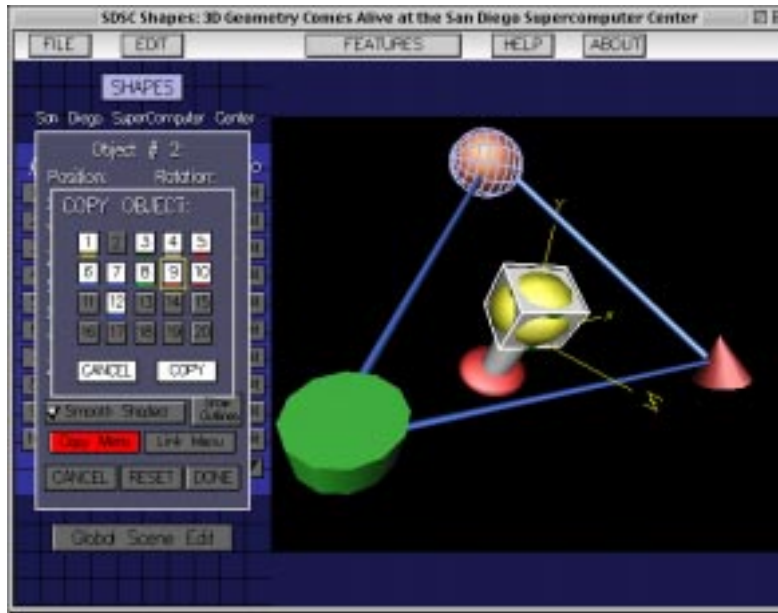 SDSC Shapes: 3D Geometry Comes Alive at the San Diego Supercomputer Center
FILE EDIT FEATURES HELP ABOUT
SHAPES
San Diego SuperComputer Center
Object # 2:
Position: Rotation:
COPY OBJECT:
1 2 3 4 5
6 7 8 9 10
11 12 13 14 15
16 17 18 19 20
CANCEL COPY
Smooth Shaded Show
Outlines
Copy Menu Link Menu
CANCEL RESET DONE
Global Scene Edit
Y
x